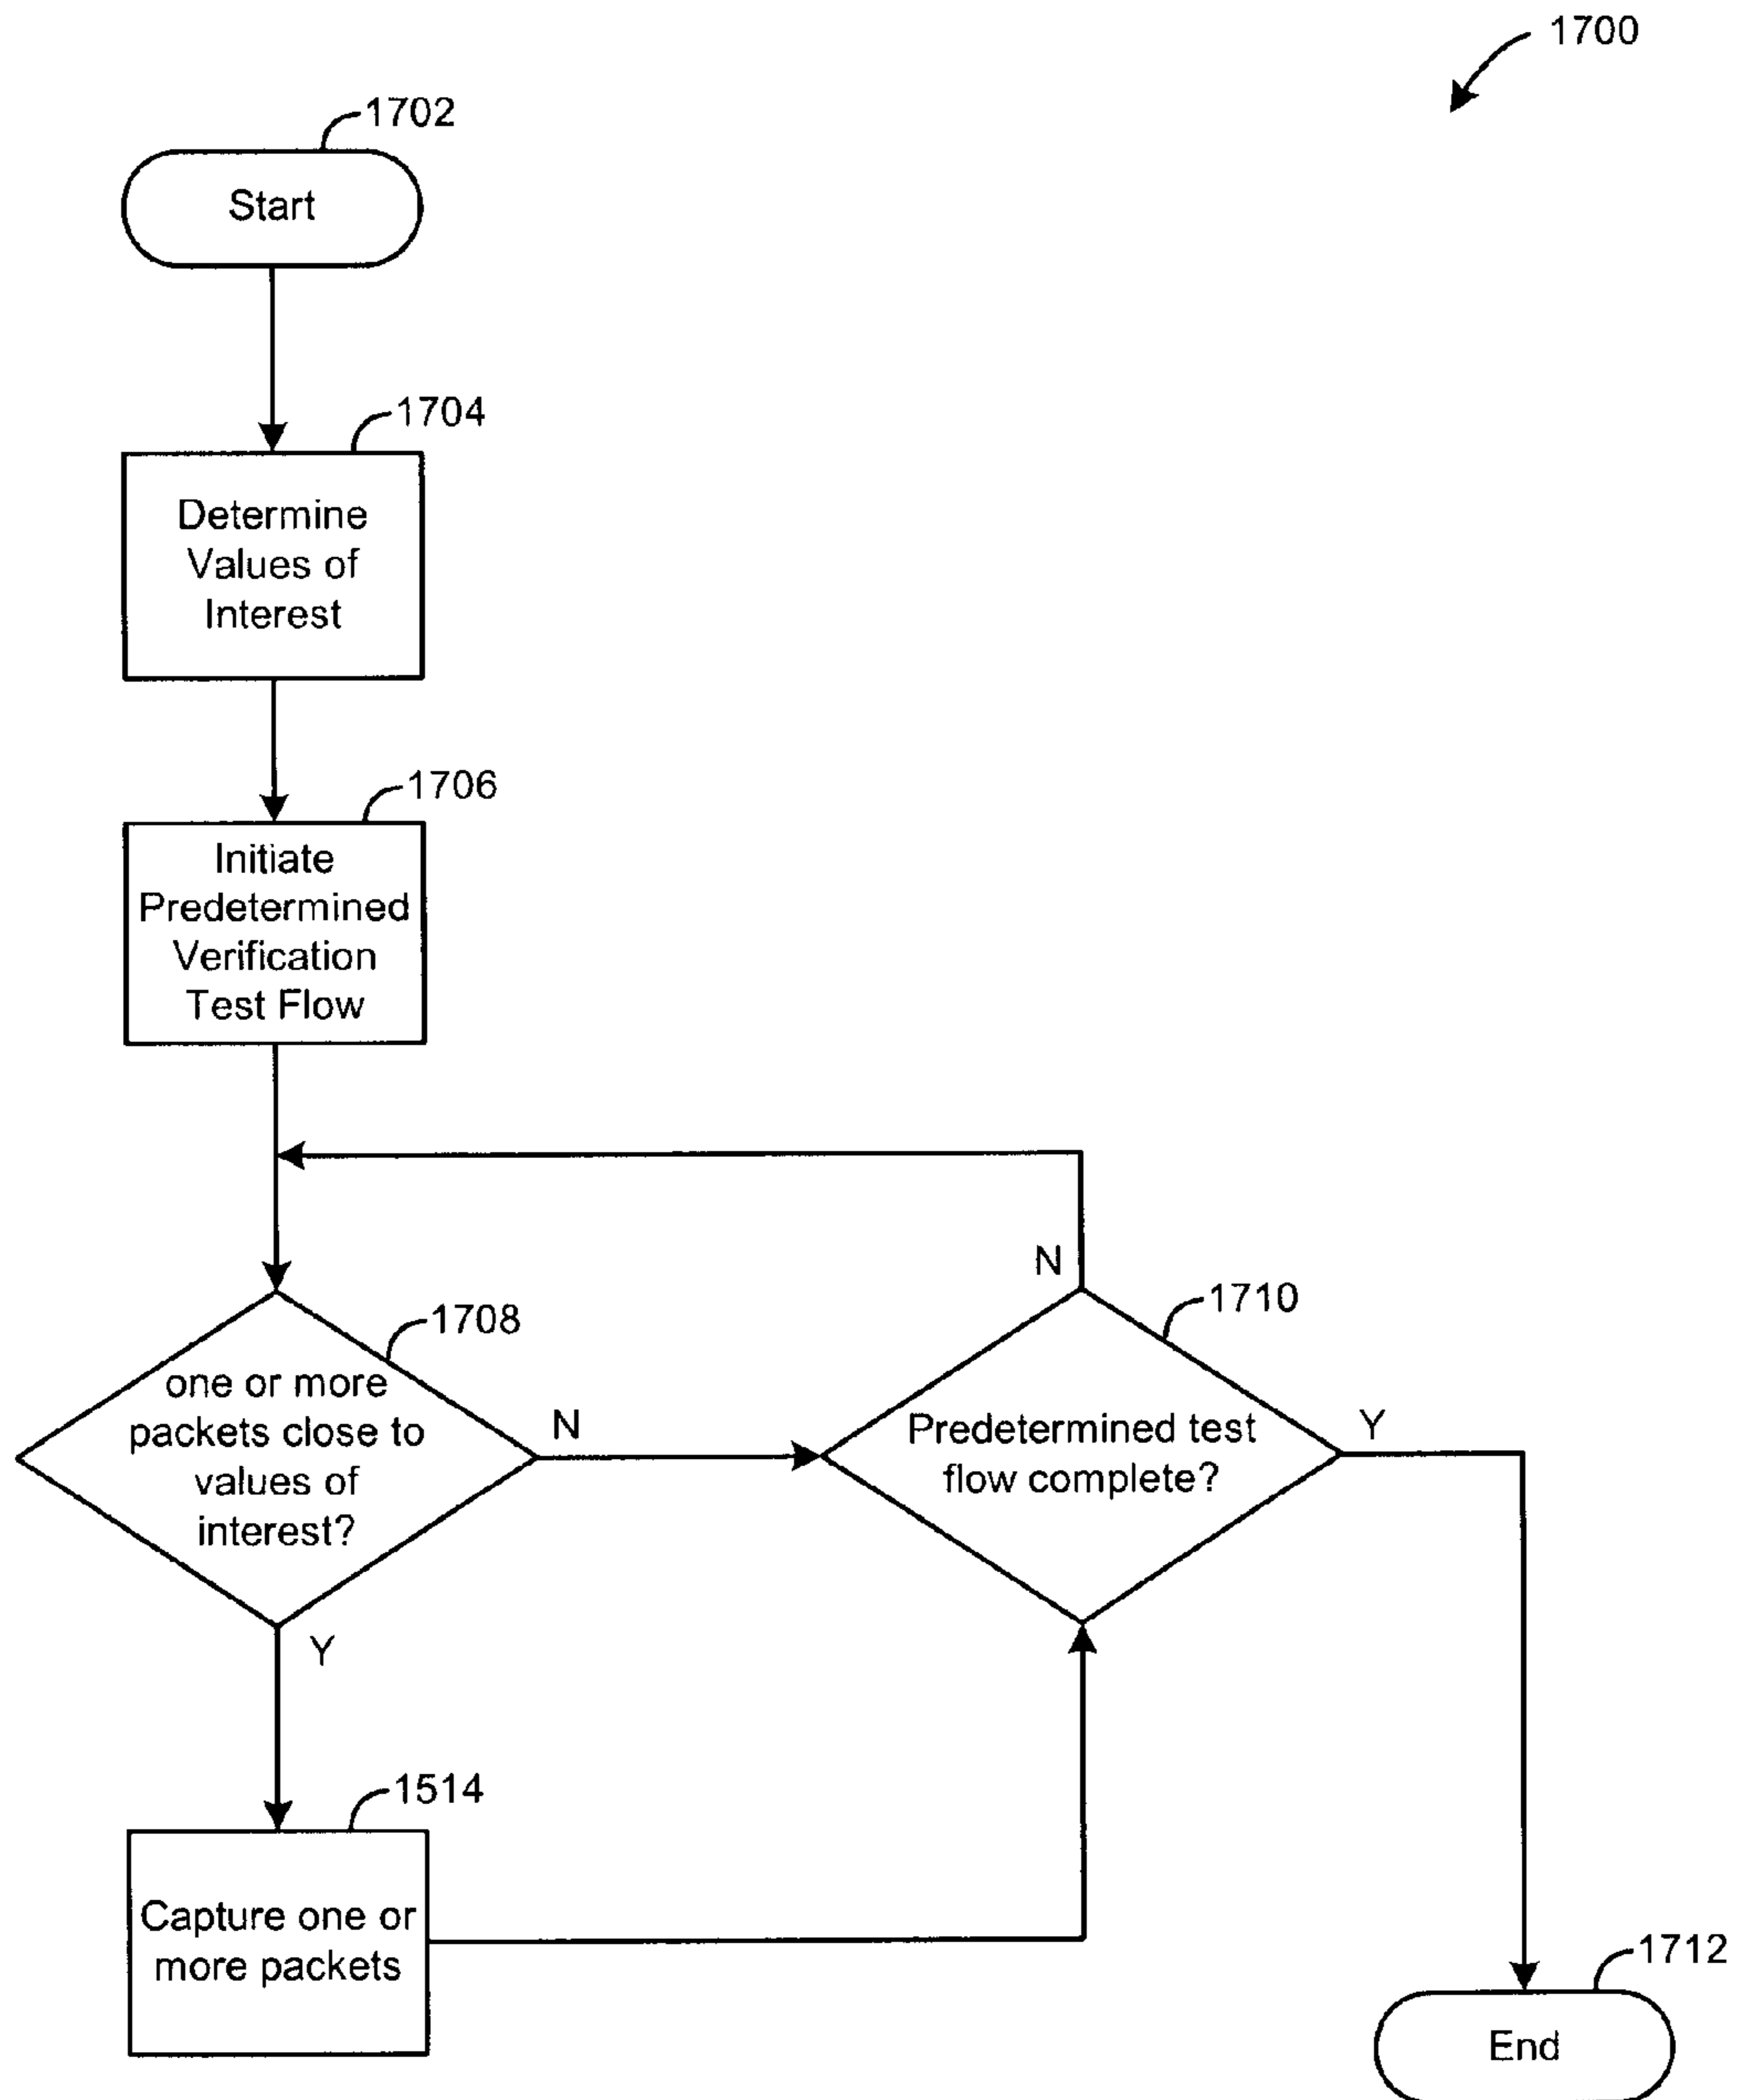 1700
1702
Start
1704
Determine
Values of
Interest
1706
Initiate
Predetermined
Verification
Test Flow
N
1710
1708
one or more
packets close to
values of
interest?
N
Predetermined test
flow complete?
Y
Y
1514
Capture one or
more packets
1712
End